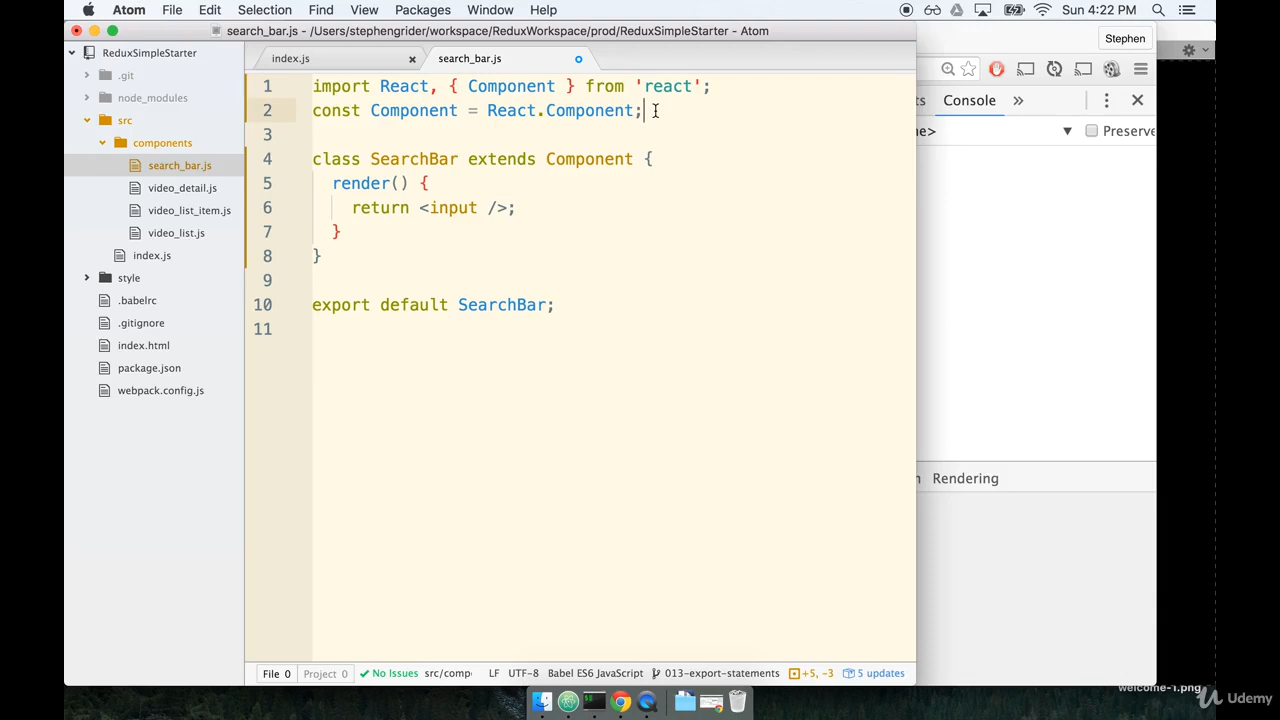 Atom File Edit Selection Find View Packages Window Help Sun 4:22 PM
search_bar.js - /Users/stephengrider/workspace/ReduxWorkspace/prod/ReduxSimpleStarter - Atom
Stephen
ReduxSimpleStarter
.git
node_modules
src
components
search_bar.js
video_detail.js
video_list_item.js
video_list.js
index.js
style
.babelrc
.gitignore
index.html
package.json
webpack.config.js
index.js search_bar.js
1 import React, { Component } from 'react';
2 const Component = React.Component;
3
4 class SearchBar extends Component {
5 render() {
6 return <input />;
7 }
8 }
9
10 export default SearchBar;
11
ts Console »
e> ▼ Preserve
Rendering
File 0 Project 0 No Issues src/comp LF UTF-8 Babel ES6 JavaScript 013-export-statements +5, -3 5 updates
welcome-1.png
Udemy